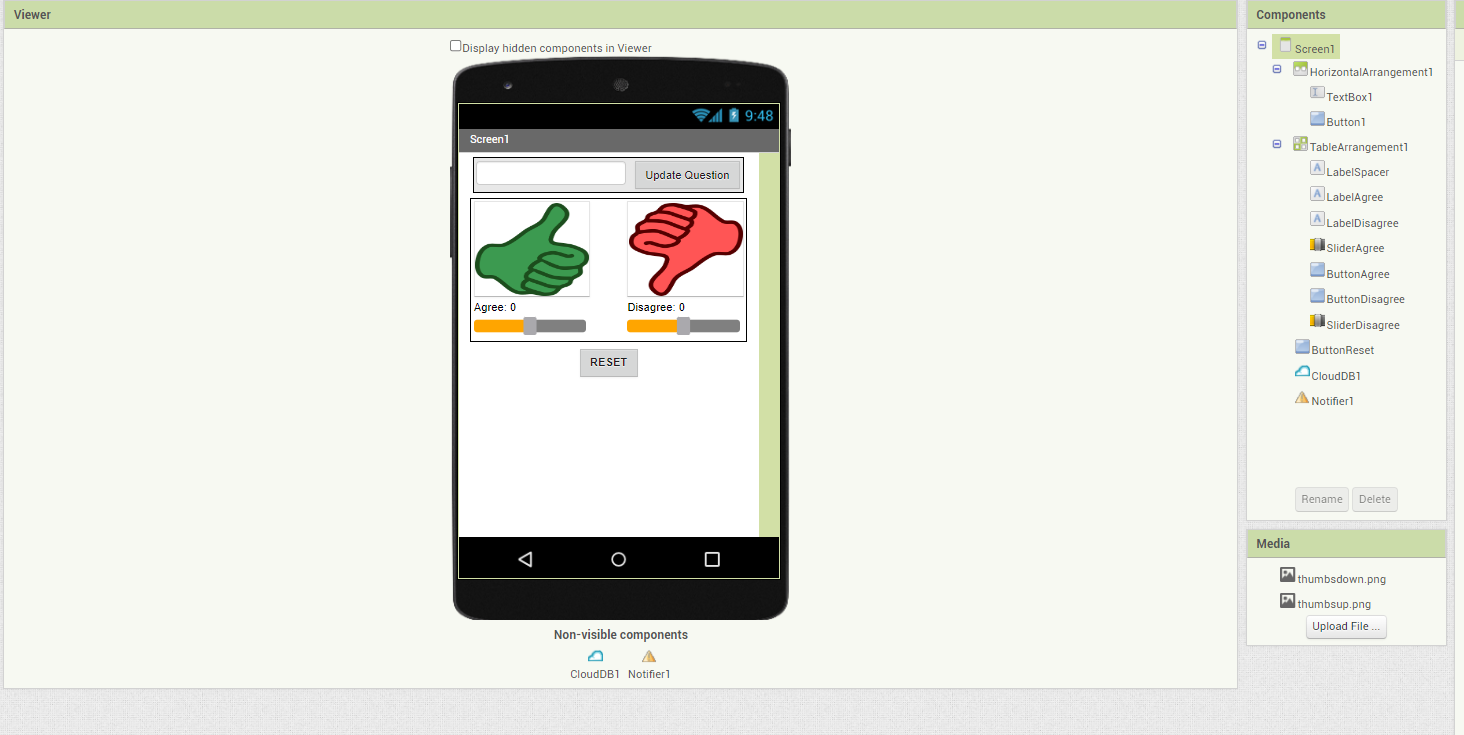 Viewer
Display hidden components in Viewer
9:48
Screen1
Update Question
Agree: 0
Disagree: 0
RESET
Non-visible components
CloudDB1
Notifier1
Components
Screen1
HorizontalArrangement1
TextBox1
Button1
TableArrangement1
A LabelSpacer
A LabelAgree
A LabelDisagree
SliderAgree
ButtonAgree
ButtonDisagree
SliderDisagree
ButtonReset
CloudDB1
Notifier1
Rename
Delete
Media
thumbsdown.png
thumbsup.png
Upload File ...